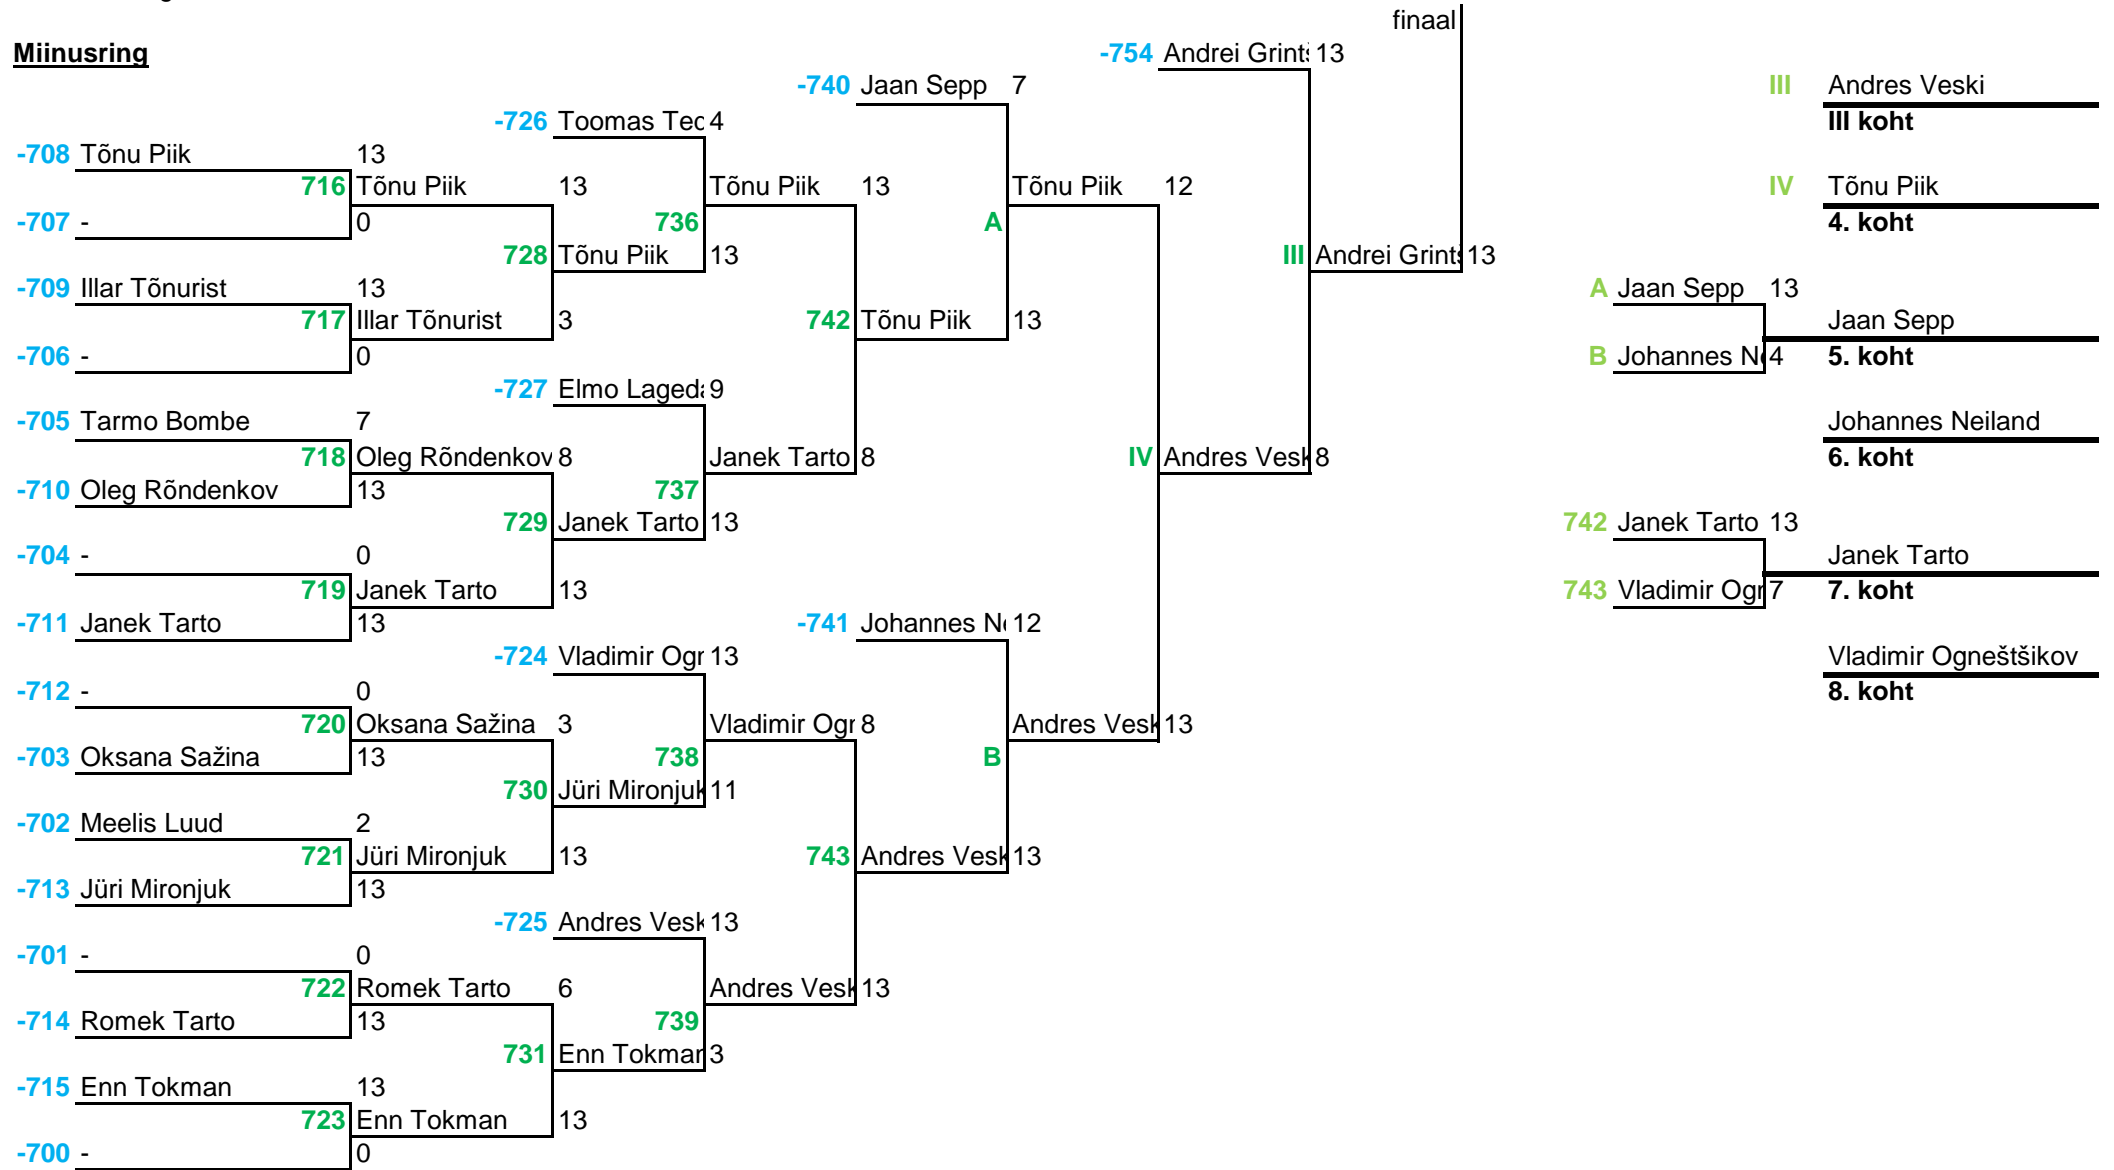 finaal
Miinusring
-754 Andrei Grintš 13
-740 Jaan Sepp 7
III Andres Veski
III koht
-726 Toomas Ted 4
-708 Tõnu Piik 13
716 Tõnu Piik 13
Tõnu Piik 13
Tõnu Piik 12
IV Tõnu Piik
4. koht
-707 - 0
736
A
728 Tõnu Piik 13
III Andrei Grintš 13
-709 Illar Tõnurist 13
A Jaan Sepp 13
717 Illar Tõnurist 3
742 Tõnu Piik 13
Jaan Sepp
-706 - 0
B Johannes Ne 4
5. koht
-727 Elmo Lageda 9
-705 Tarmo Bombe 7
Johannes Neiland
718 Oleg Rõndenkov 8
Janek Tarto 8
IV Andres Vesk 8
6. koht
-710 Oleg Rõndenkov 13
737
729 Janek Tarto 13
742 Janek Tarto 13
-704 - 0
Janek Tarto
719 Janek Tarto 13
743 Vladimir Ogn 7
7. koht
-711 Janek Tarto 13
-741 Johannes Ne 12
-724 Vladimir Ogn 13
Vladimir Ogneštšikov
-712 - 0
8. koht
720 Oksana Sažina 3
Vladimir Ogn 8
Andres Vesk 13
-703 Oksana Sažina 13
738
B
730 Jüri Mironjuk 11
-702 Meelis Luud 2
721 Jüri Mironjuk 13
743 Andres Vesk 13
-713 Jüri Mironjuk 13
-725 Andres Vesk 13
-701 - 0
722 Romek Tarto 6
Andres Vesk 13
-714 Romek Tarto 13
739
731 Enn Tokman 3
-715 Enn Tokman 13
723 Enn Tokman 13
-700 - 0